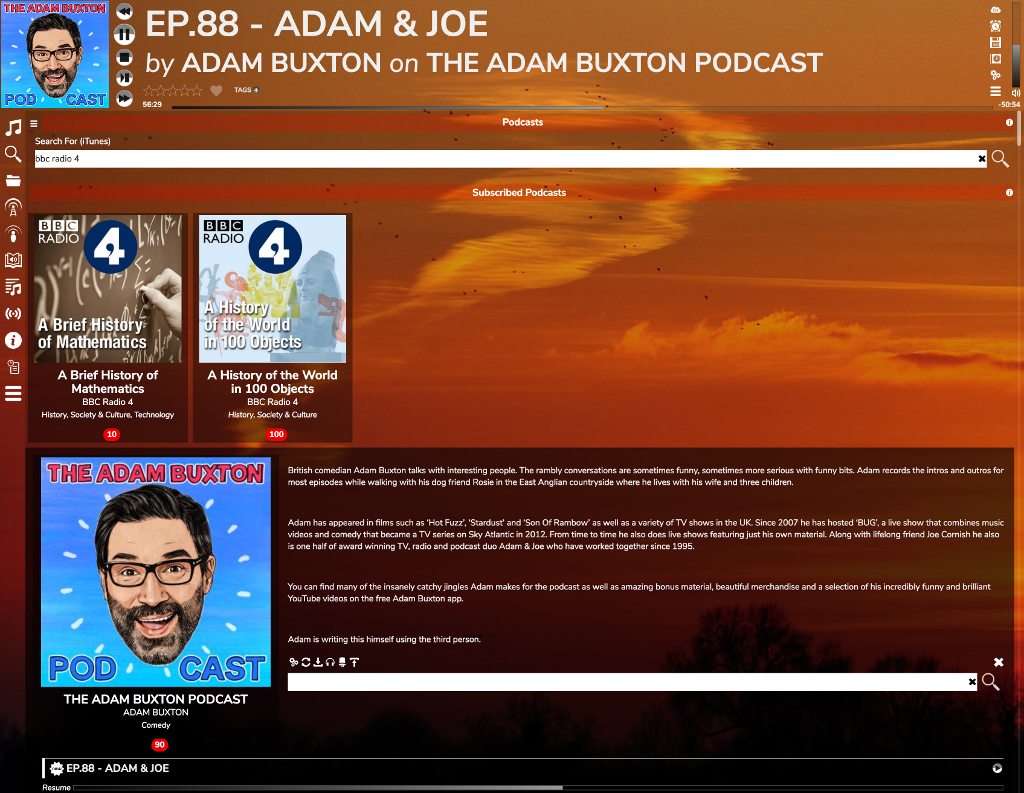 THE ADAM BUXTON
POD CAST
EP.88 - ADAM & JOE
by ADAM BUXTON on THE ADAM BUXTON PODCAST
TAGS +
56:29
-50:54
Podcasts
Search For (iTunes)
bbc radio 4
Subscribed Podcasts
BBC
RADIO
4
A Brief History
of Mathematics
A Brief History of
Mathematics
BBC Radio 4
History, Society & Culture, Technology
10
BBC
RADIO
4
A History
of the World
in 100 Objects
A History of the World
in 100 Objects
BBC Radio 4
History, Society & Culture
100
THE ADAM BUXTON
POD CAST
THE ADAM BUXTON PODCAST
ADAM BUXTON
Comedy
90
British comedian Adam Buxton talks with interesting people. The rambly conversations are sometimes funny, sometimes more serious with funny bits. Adam records the intros and outros for
most episodes while walking with his dog friend Rosie in the East Anglian countryside where he lives with his wife and three children.
Adam has appeared in films such as 'Hot Fuzz', 'Stardust' and 'Son Of Rambow' as well as a variety of TV shows in the UK. Since 2007 he has hosted 'BUG', a live show that combines music
videos and comedy that became a TV series on Sky Atlantic in 2012. From time to time he also does live shows featuring just his own material. Along with lifelong friend Joe Cornish he also
is one half of award winning TV, radio and podcast duo Adam & Joe who have worked together since 1995.
You can find many of the insanely catchy jingles Adam makes for the podcast as well as amazing bonus material, beautiful merchandise and a selection of his incredibly funny and brilliant
YouTube videos on the free Adam Buxton app.
Adam is writing this himself using the third person.
EP.88 - ADAM & JOE
Resume